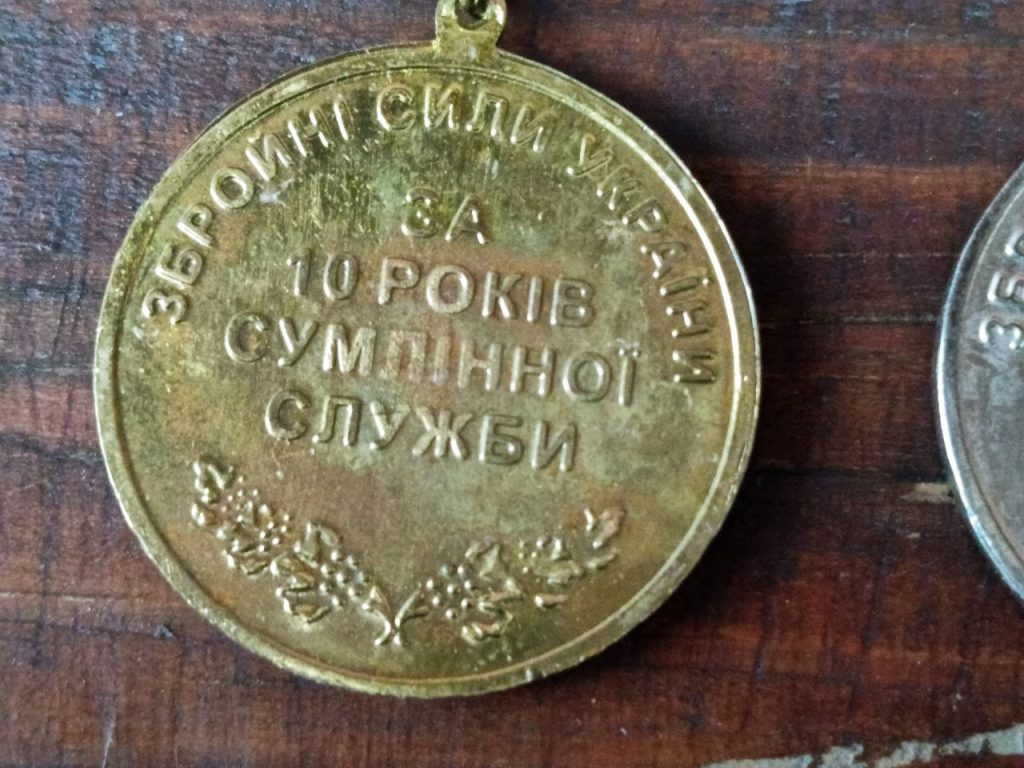 ЗБРОЙНІ СИЛИ УКРАЇНИ
ЗА
10 РОКІВ
СУМЛІННОЇ
СЛУЖБИ